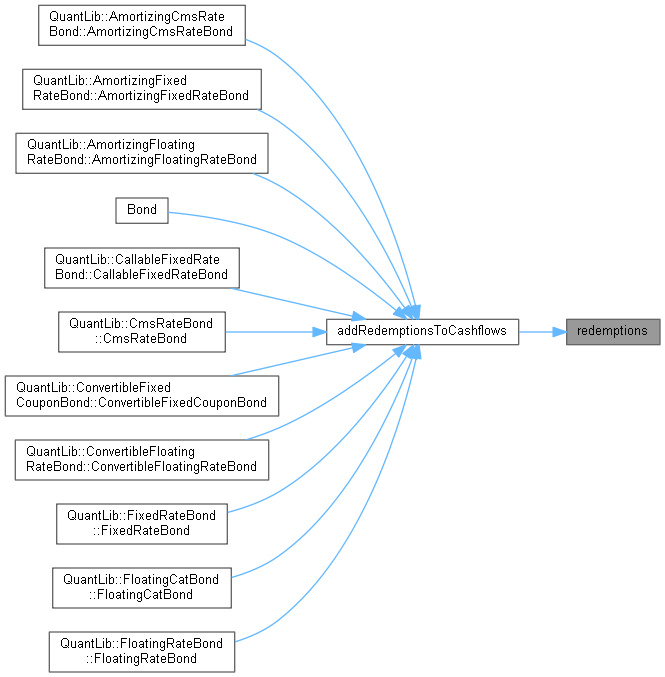 QuantLib::AmortizingCmsRate
Bond::AmortizingCmsRateBond
QuantLib::AmortizingFixed
RateBond::AmortizingFixedRateBond
QuantLib::AmortizingFloating
RateBond::AmortizingFloatingRateBond
Bond
QuantLib::CallableFixedRate
Bond::CallableFixedRateBond
QuantLib::CmsRateBond
::CmsRateBond
addRedemptionsToCashflows
redemptions
QuantLib::ConvertibleFixed
CouponBond::ConvertibleFixedCouponBond
QuantLib::ConvertibleFloating
RateBond::ConvertibleFloatingRateBond
QuantLib::FixedRateBond
::FixedRateBond
QuantLib::FloatingCatBond
::FloatingCatBond
QuantLib::FloatingRateBond
::FloatingRateBond